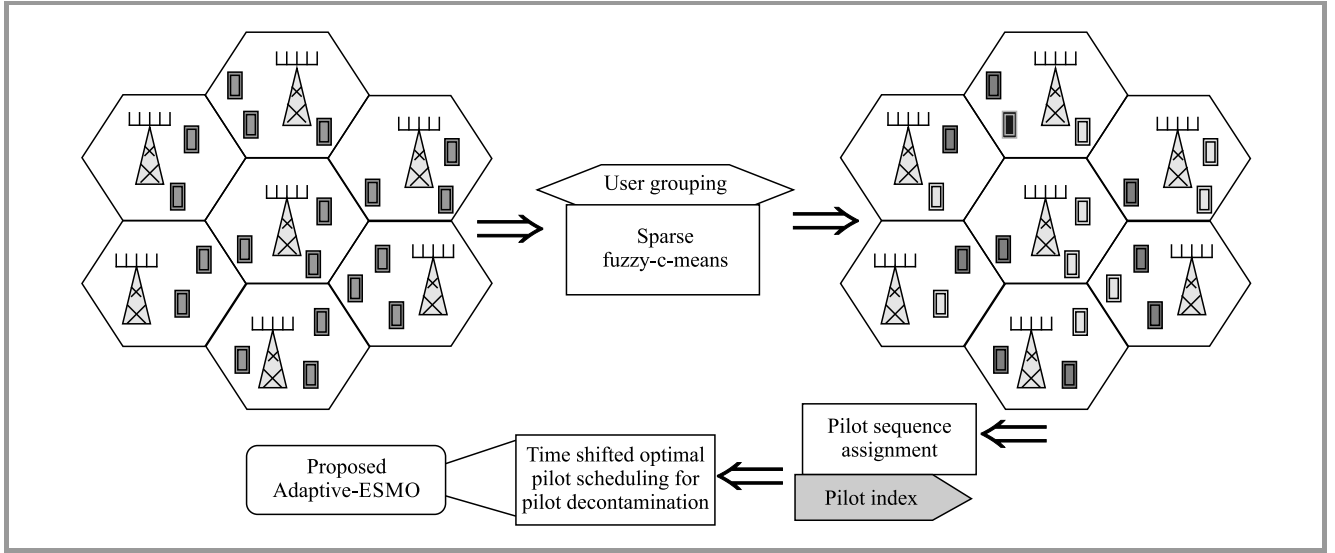 User grouping
Sparse
fuzzy-c-means
Pilot sequence
assignment
Pilot index
Time shifted optimal
pilot scheduling for
pilot decontamination
Proposed
Adaptive-ESMO